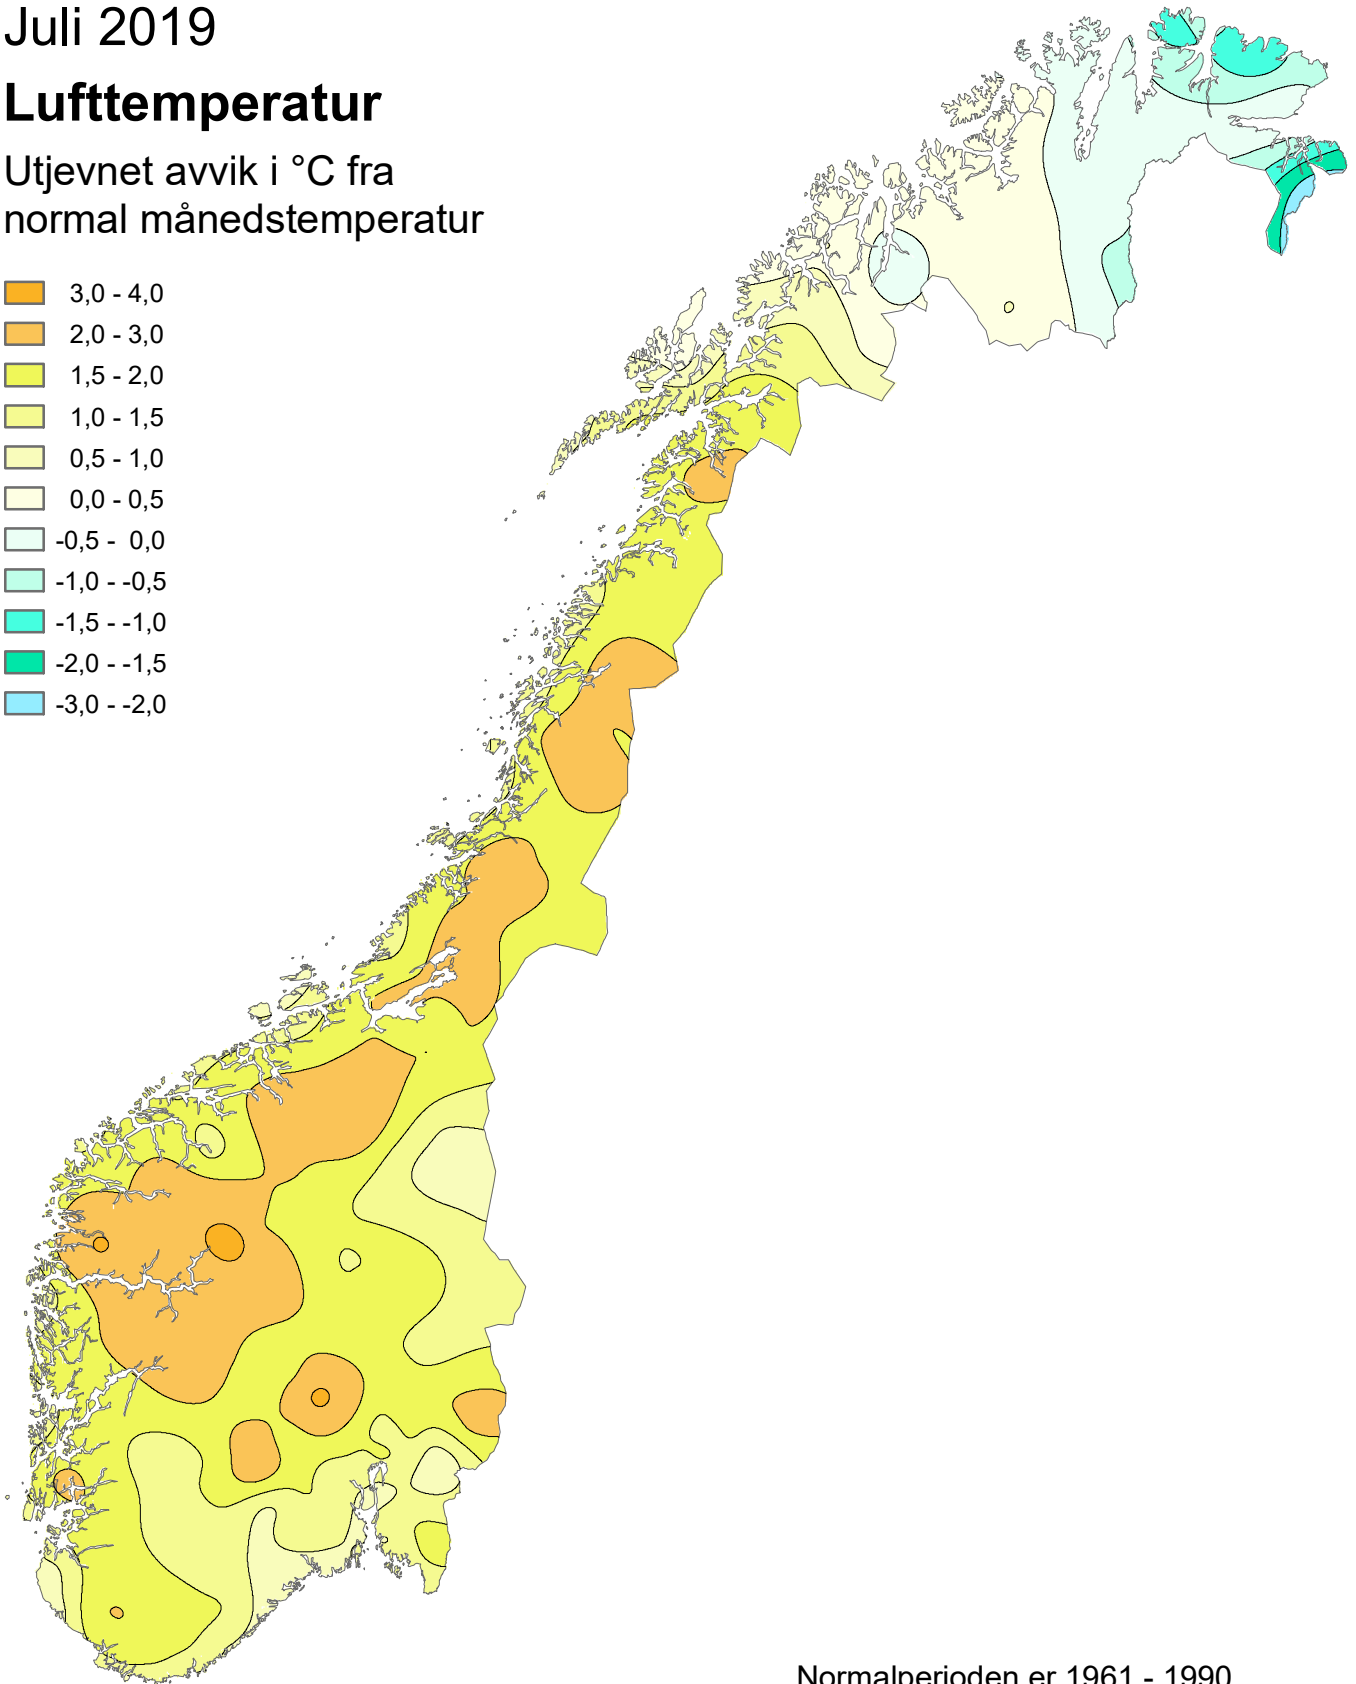 Juli 2019
Lufttemperatur
Utjevnet avvik i °C fra
normal månedstemperatur
3,0 - 4,0
2,0 - 3,0
1,5 - 2,0
1,0 - 1,5
0,5 - 1,0
0,0 - 0,5
-0,5 - 0,0
-1,0 - -0,5
-1,5 - -1,0
-2,0 - -1,5
-3,0 - -2,0
Normalperioden er 1961 - 1990